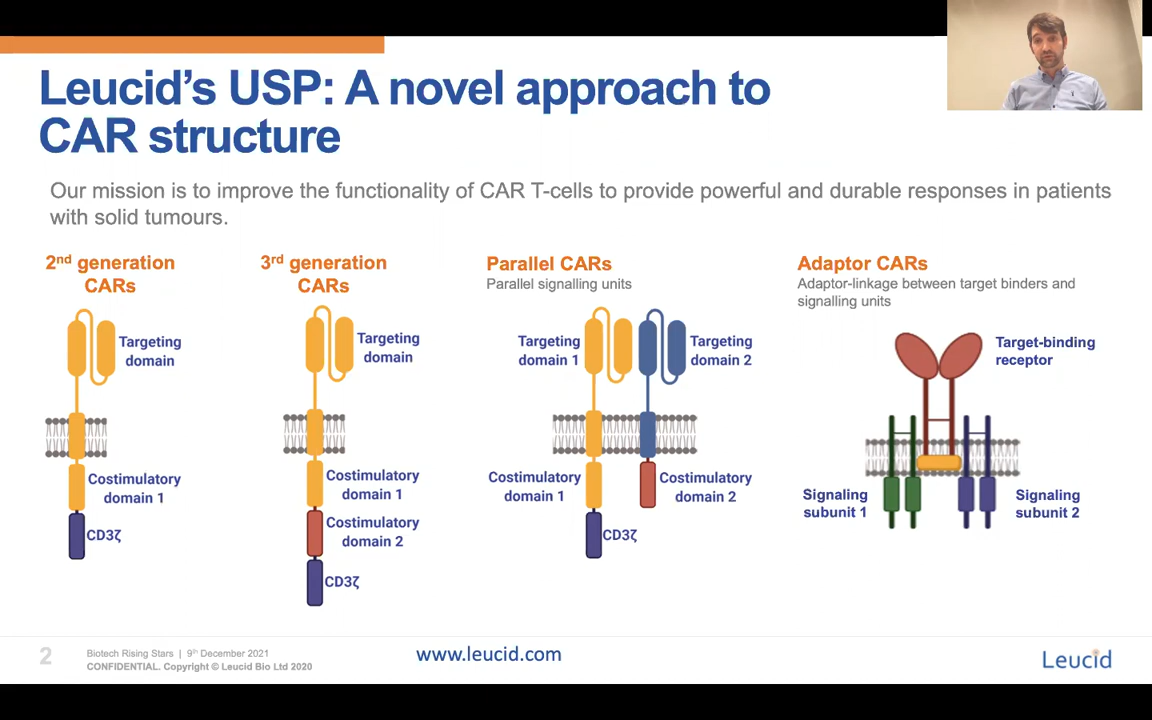 Leucid's USP: A novel approach to
CAR structure
Our mission is to improve the functionality of CAR T-cells to provide powerful and durable responses in patients
with solid tumours.
2nd generation
CARs
Targeting
domain
Costimulatory
domain 1
CD3ζ
3rd generation
CARs
Targeting
domain
Costimulatory
domain 1
Costimulatory
domain 2
CD3ζ
Parallel CARs
Parallel signalling units
Targeting
domain 1
Targeting
domain 2
Costimulatory
domain 1
Costimulatory
domain 2
CD3ζ
Adaptor CARs
Adaptor-linkage between target binders and
signalling units
Target-binding
receptor
Signaling
subunit 1
Signaling
subunit 2
2
Biotech Rising Stars | 9th December 2021
CONFIDENTIAL. Copyright © Leucid Bio Ltd 2020
www.leucid.com
Leucid